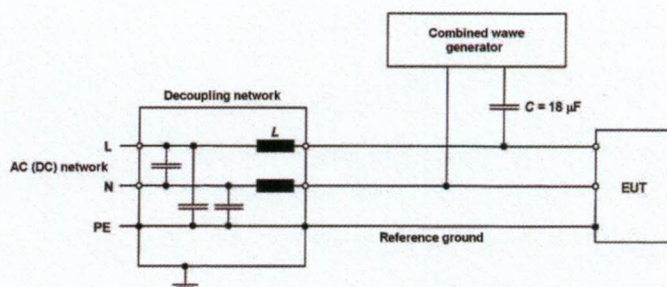 Combined wawe
generator
Decoupling network
C = 18 μF
L
L
AC (DC) network
N
EUT
PE
Reference ground